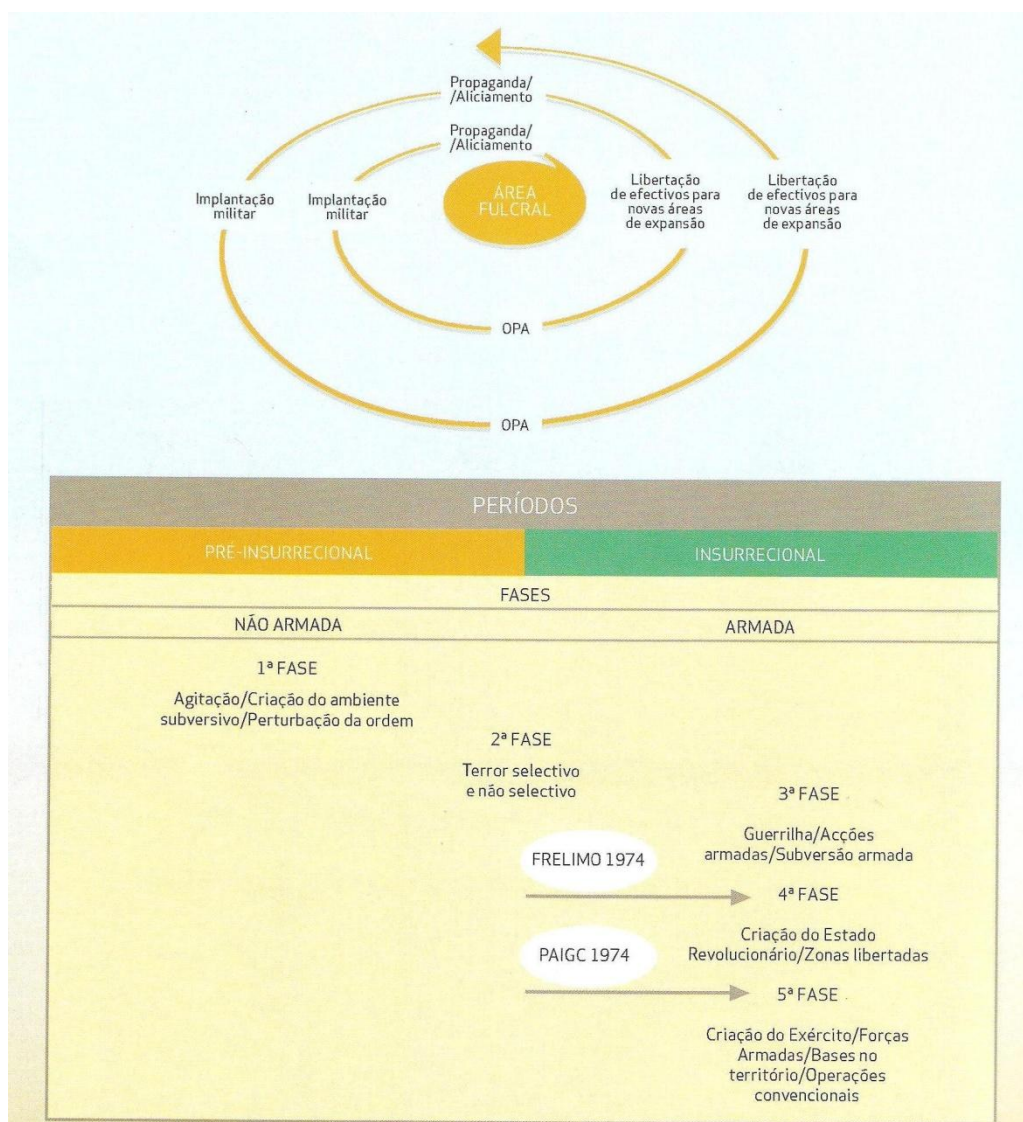 Propaganda/
/Aliciamento
Propaganda/
/Aliciamento
ÁREA
FULCRAL
Implantação
militar
Implantação
militar
Libertação
de efectivos para
novas áreas
de expansão
Libertação
de efectivos para
novas áreas
de expansão
OPA
OPA
PERÍODOS
PRÉ-INSURRECIONAL
INSURRECIONAL
FASES
NÃO ARMADA
ARMADA
1ª FASE
Agitação/Criação do ambiente
subversivo/Perturbação da ordem
2ª FASE
Terror selectivo
e não selectivo
3ª FASE
Guerrilha/Acções
armadas/Subversão armada
FRELIMO 1974
4ª FASE
Criação do Estado
Revolucionário/Zonas libertadas
PAIGC 1974
5ª FASE
Criação do Exército/Forças
Armadas/Bases no
território/Operações
convencionais